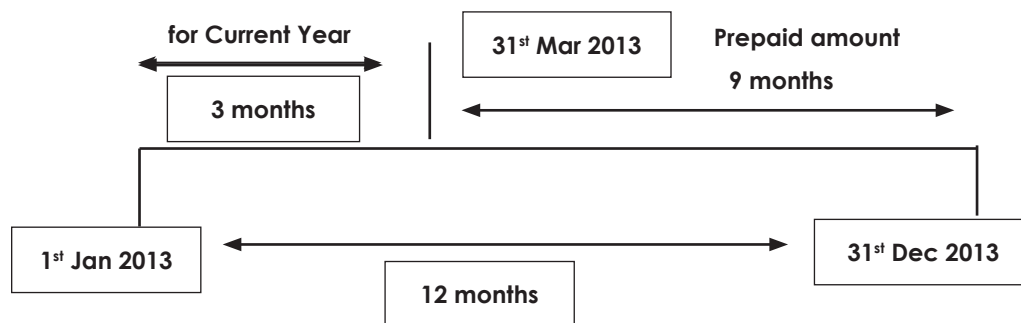 for Current Year
31st Mar 2013
Prepaid amount
9 months
3 months
1st Jan 2013
31st Dec 2013
12 months